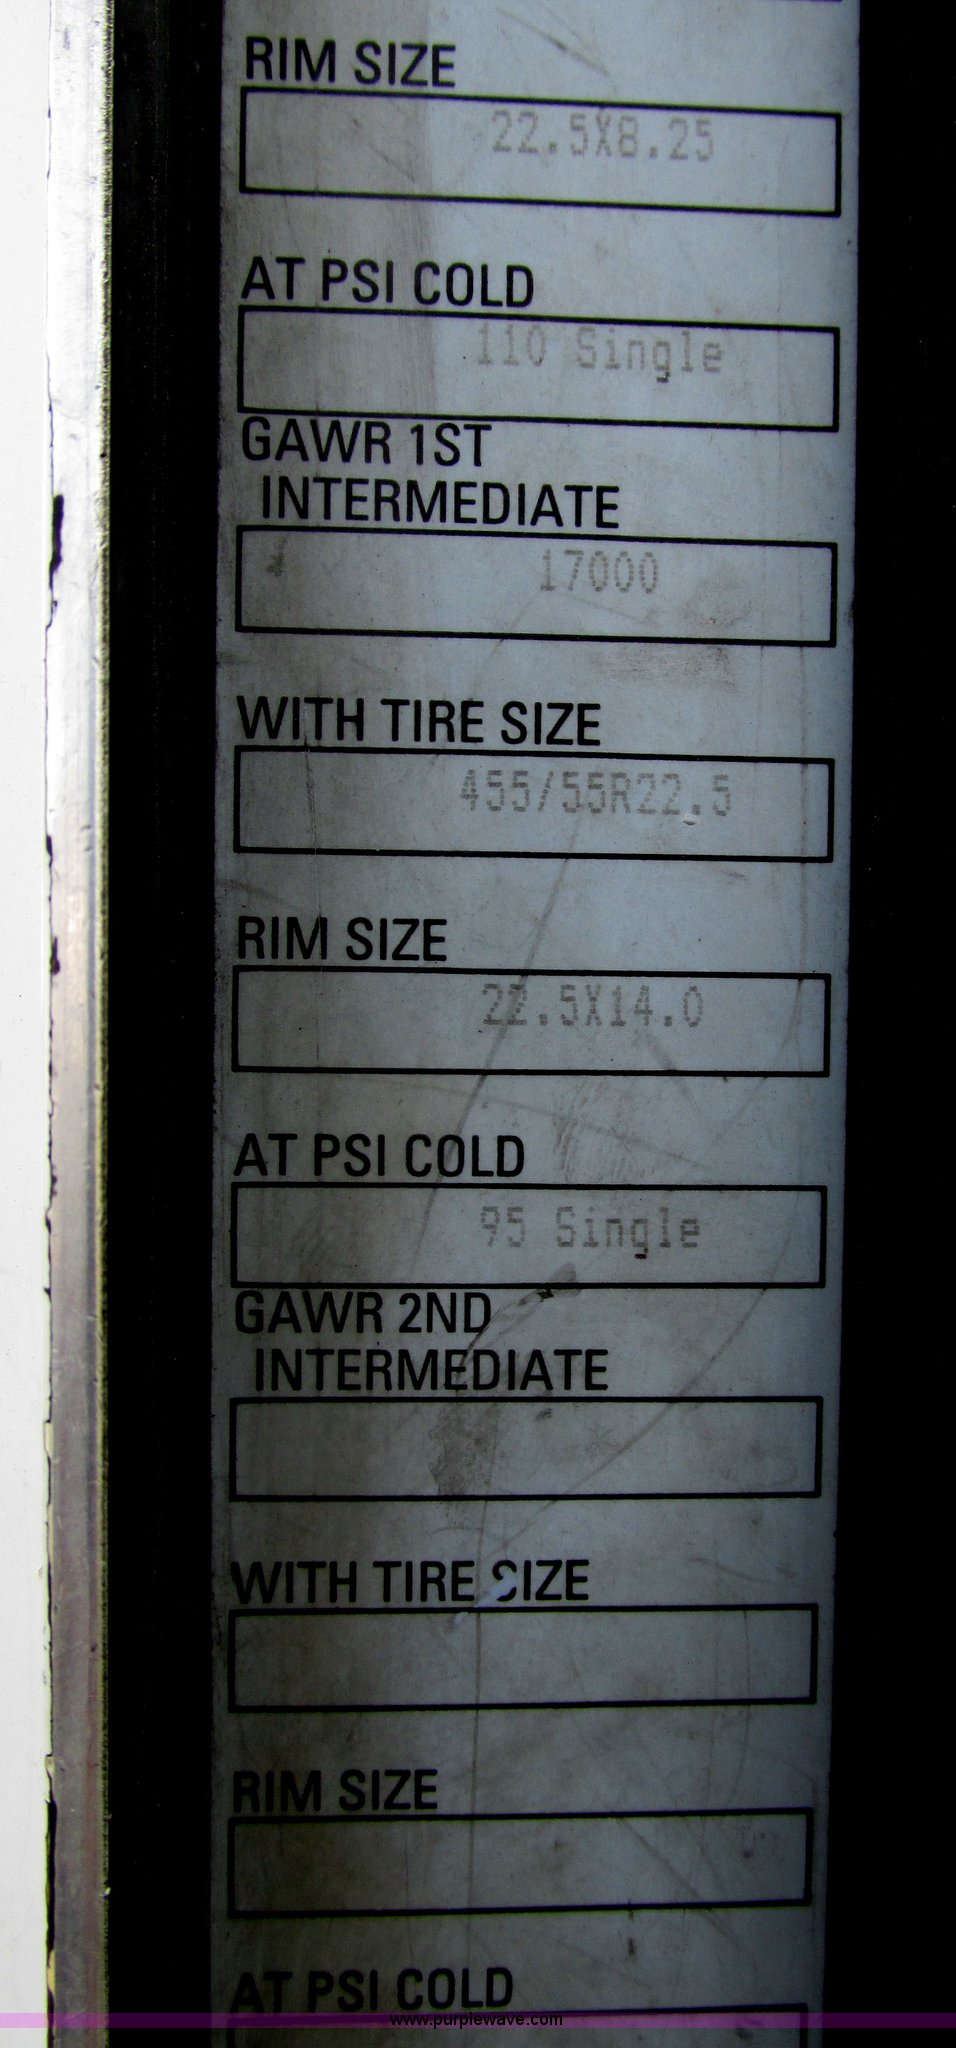 RIM SIZE
22.5X8.25
AT PSI COLD
110 Single
GAWR 1ST
INTERMEDIATE
17000
WITH TIRE SIZE
455/55R22.5
RIM SIZE
22.5X14.0
AT PSI COLD
95 Single
GAWR 2ND
INTERMEDIATE
WITH TIRE SIZE
RIM SIZE
AT PSI COLD
www.purplewave.com